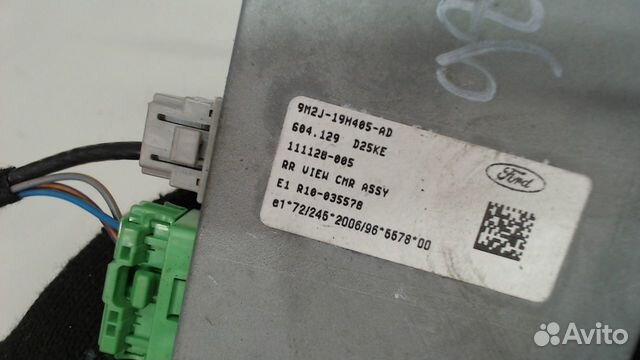 9M2J-19H405-AD
604.129 D25KE
111128-005
RR VIEW CMR ASSY
E1 R10-035578
e1*72/245*2006/96*5578*00
Ford
Avito